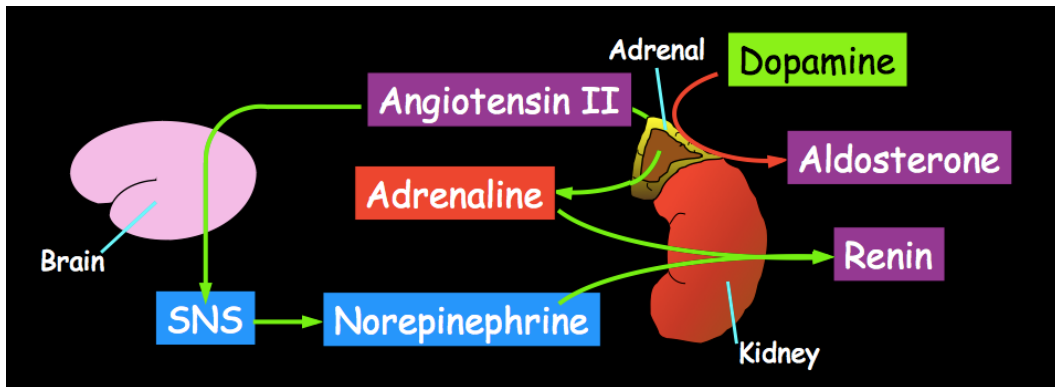 Adrenal
Dopamine
Angiotensin II
Aldosterone
Adrenaline
Renin
Brain
SNS
Norepinephrine
Kidney